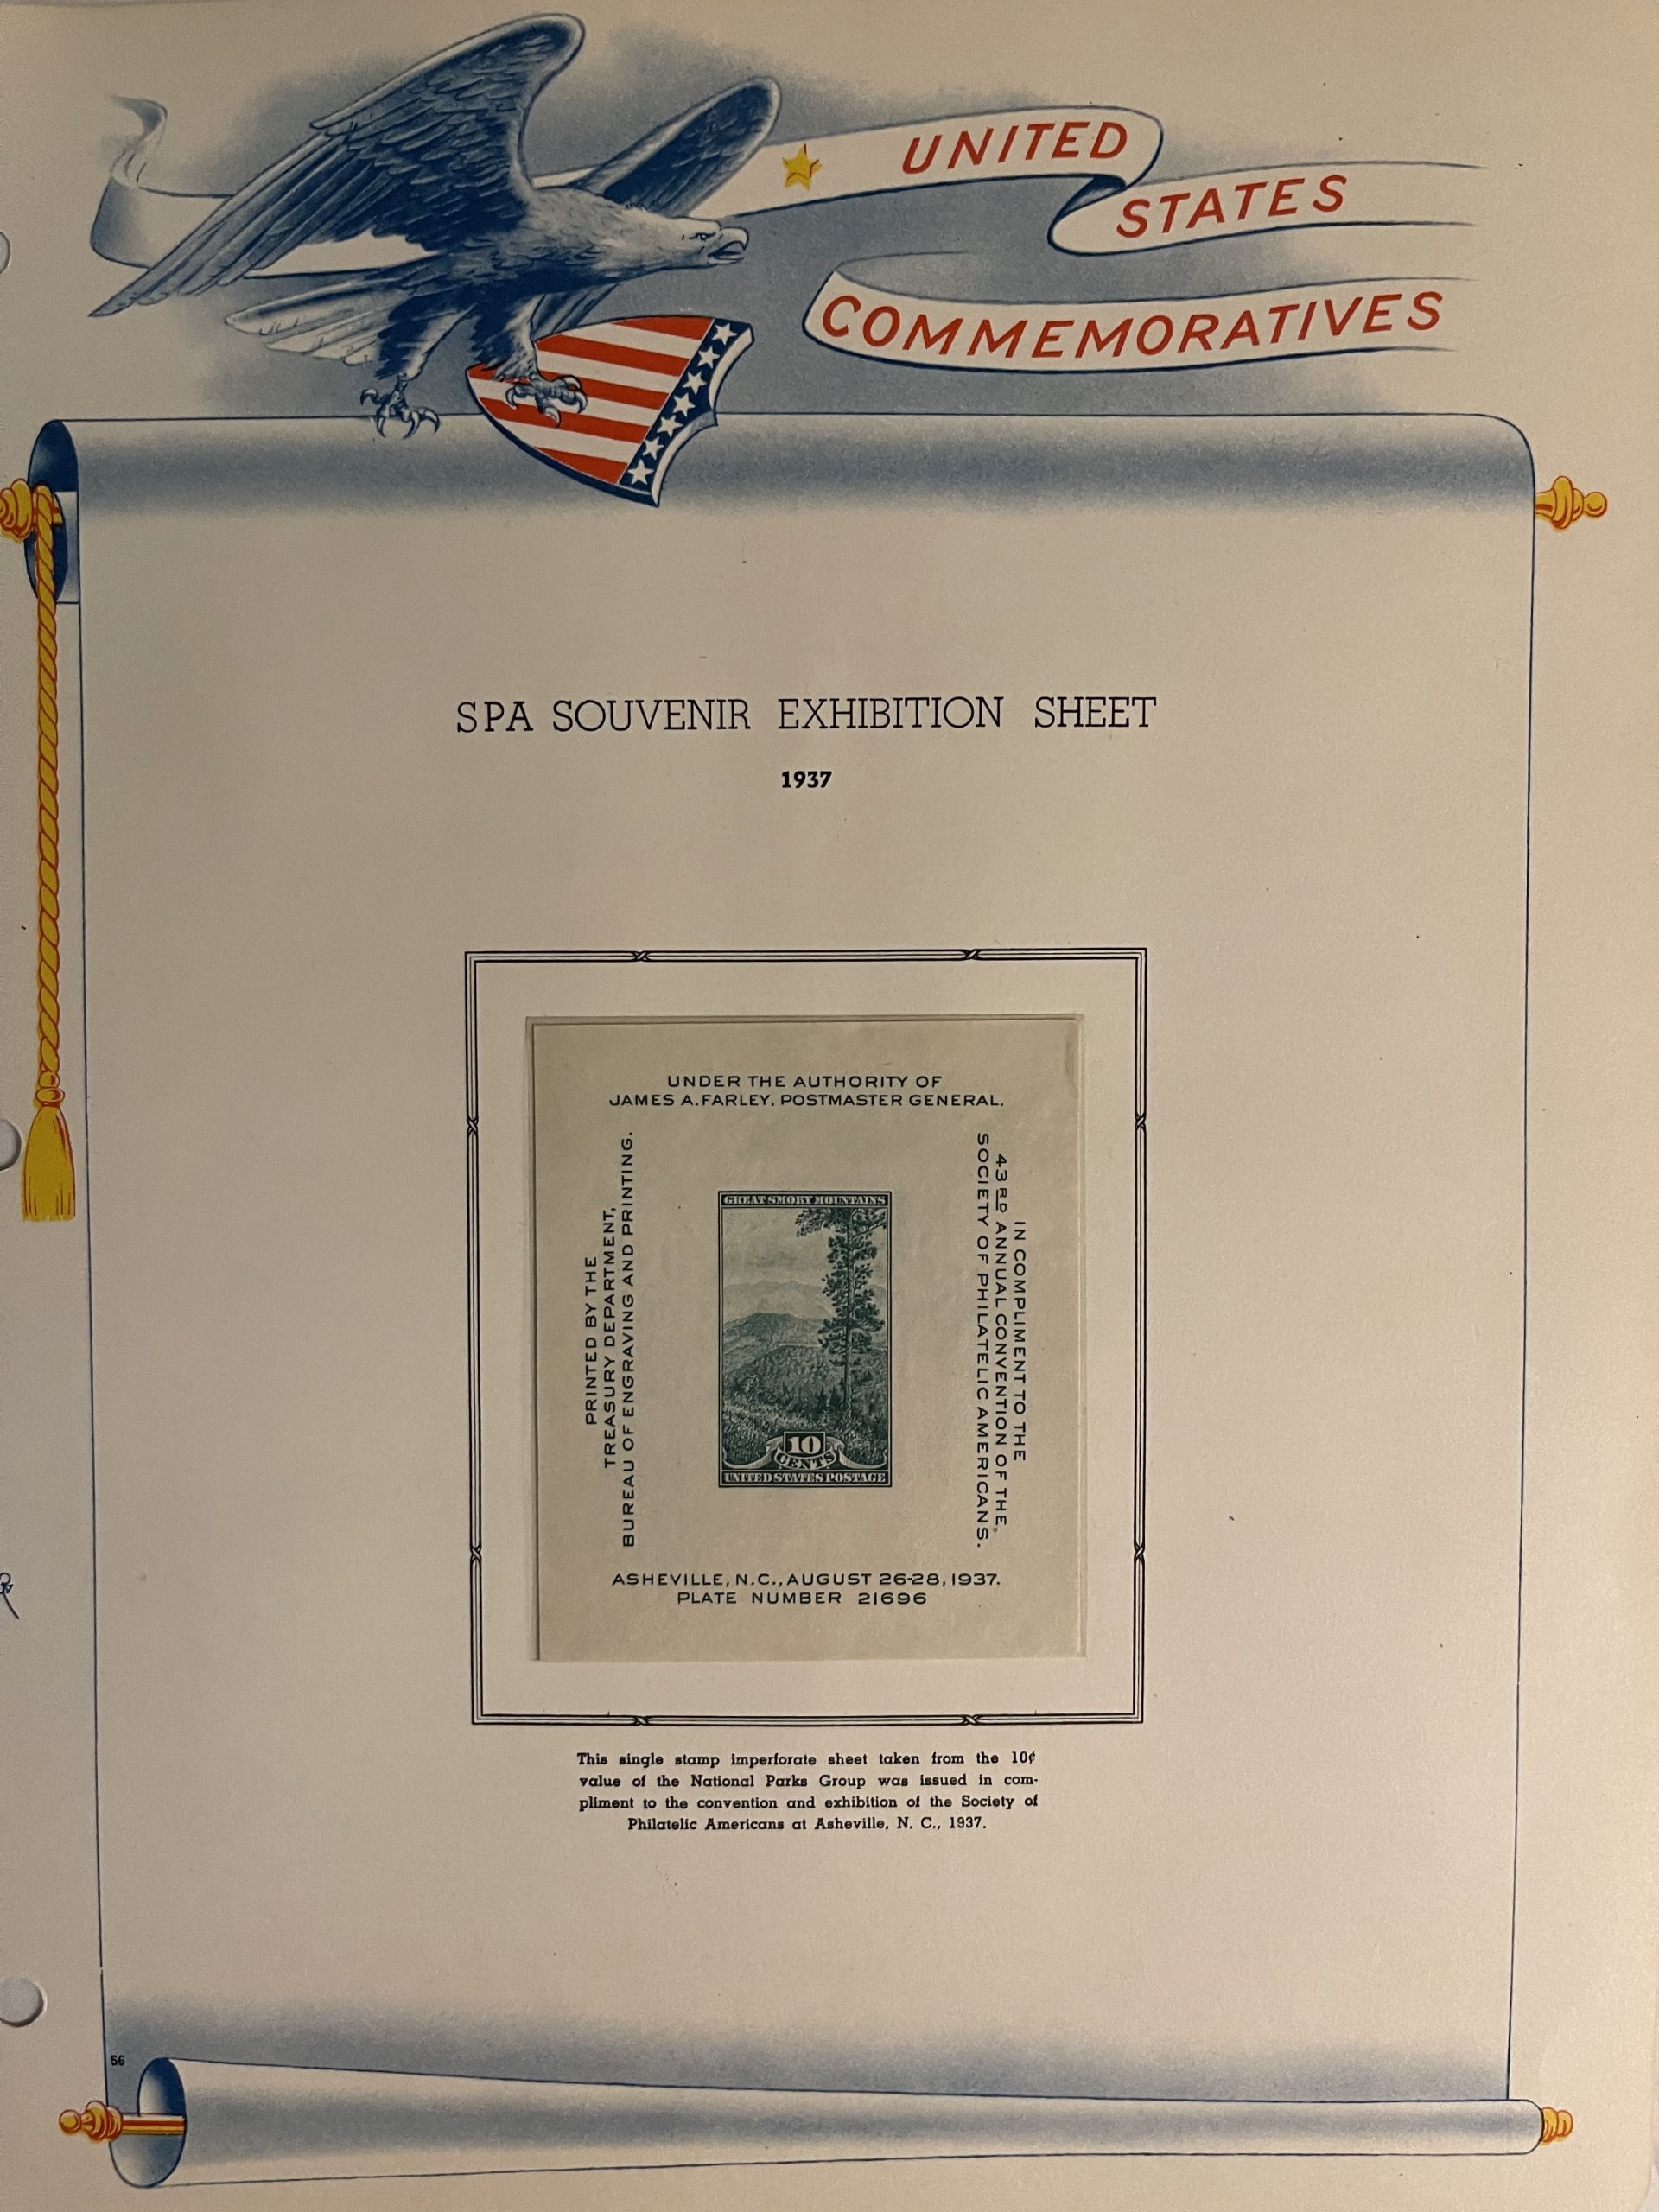 UNITED
STATES
COMMEMORATIVES
SPA SOUVENIR EXHIBITION SHEET
1937
UNDER THE AUTHORITY OF
JAMES A. FARLEY, POSTMASTER GENERAL.
PRINTED BY THE
TREASURY DEPARTMENT,
BUREAU OF ENGRAVING AND PRINTING.
GREAT SMOKY MOUNTAINS
10
CENTS
UNITED STATES POSTAGE
IN COMPLIMENT TO THE
43RD ANNUAL CONVENTION OF THE
SOCIETY OF PHILATELIC AMERICANS.
ASHEVILLE, N.C., AUGUST 26-28, 1937.
PLATE NUMBER 21696
This single stamp imperforate sheet taken from the 10¢
value of the National Parks Group was issued in com-
pliment to the convention and exhibition of the Society of
Philatelic Americans at Asheville, N. C., 1937.
56